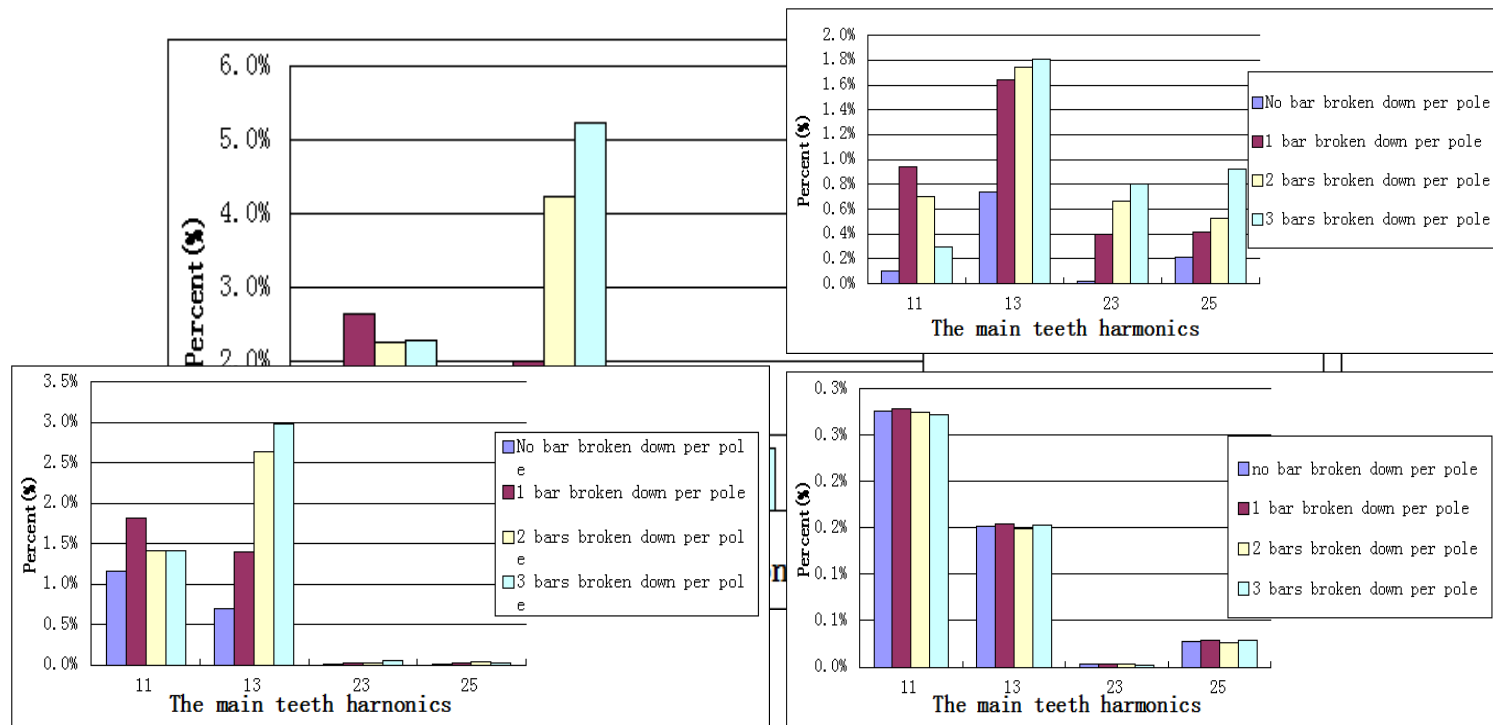 6.0%
5.0%
4.0%
3.0%
2.0%
Percent(%)
2.0%
1.8%
1.6%
1.4%
1.2%
1.0%
0.8%
0.6%
0.4%
0.2%
0.0%
Percent(%)
11 13 23 25
The main teeth harmonics
No bar broken down per pole
1 bar broken down per pole
2 bars broken down per pole
3 bars broken down per pole
3.5%
3.0%
2.5%
2.0%
1.5%
1.0%
0.5%
0.0%
Percent(%)
11 13 23 25
The main teeth harnonics
No bar broken down per pol
e
1 bar broken down per pole
2 bars broken down per pol
e
3 bars broken down per pol
e
0.3%
0.3%
0.2%
0.2%
0.1%
0.1%
0.0%
Percent(%)
11 13 23 25
The main teeth harmonics
no bar broken down per pole
1 bar broken down per pole
2 bars broken down per pole
3 bars broken down per pole